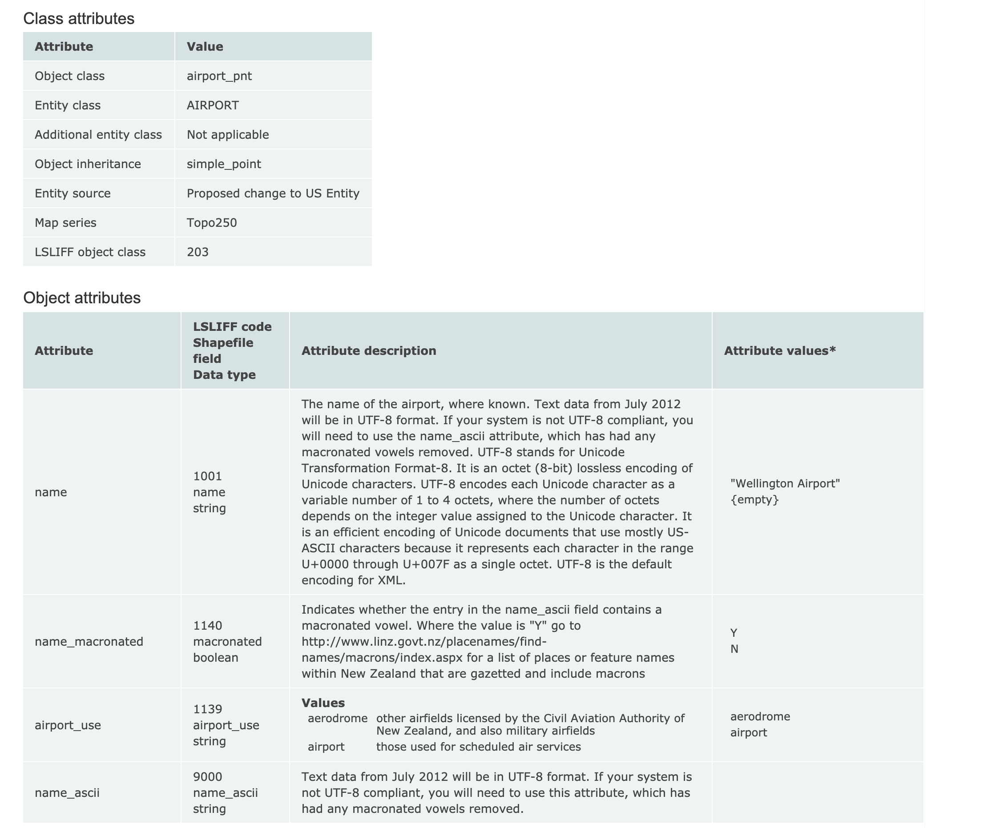 Class attributes
Attribute Value
Object class airport_pnt
Entity class AIRPORT
Additional entity class Not applicable
Object inheritance simple_point
Entity source Proposed change to US Entity
Map series Topo250
LSLIFF object class 203
Object attributes
Attribute
LSLIFF code
Shapefile
field
Data type
Attribute description
Attribute values*
name
1001
name
string
The name of the airport, where known. Text data from July 2012
will be in UTF-8 format. If your system is not UTF-8 compliant, you
will need to use the name_ascii attribute, which has had any
macronated vowels removed. UTF-8 stands for Unicode
Transformation Format-8. It is an octet (8-bit) lossless encoding of
Unicode characters. UTF-8 encodes each Unicode character as a
variable number of 1 to 4 octets, where the number of octets
depends on the integer value assigned to the Unicode character. It
is an efficient encoding of Unicode documents that use mostly US-
ASCII characters because it represents each character in the range
U+0000 through U+007F as a single octet. UTF-8 is the default
encoding for XML.
"Wellington Airport"
{empty}
name_macronated
1140
macronated
boolean
Indicates whether the entry in the name_ascii field contains a
macronated vowel. Where the value is "Y" go to
http://www.linz.govt.nz/placenames/find-
names/macrons/index.aspx for a list of places or feature names
within New Zealand that are gazetted and include macrons
Y
N
airport_use
1139
airport_use
string
Values
aerodrome other airfields licensed by the Civil Aviation Authority of
New Zealand, and also military airfields
airport those used for scheduled air services
aerodrome
airport
name_ascii
9000
name_ascii
string
Text data from July 2012 will be in UTF-8 format. If your system is
not UTF-8 compliant, you will need to use this attribute, which has
had any macronated vowels removed.